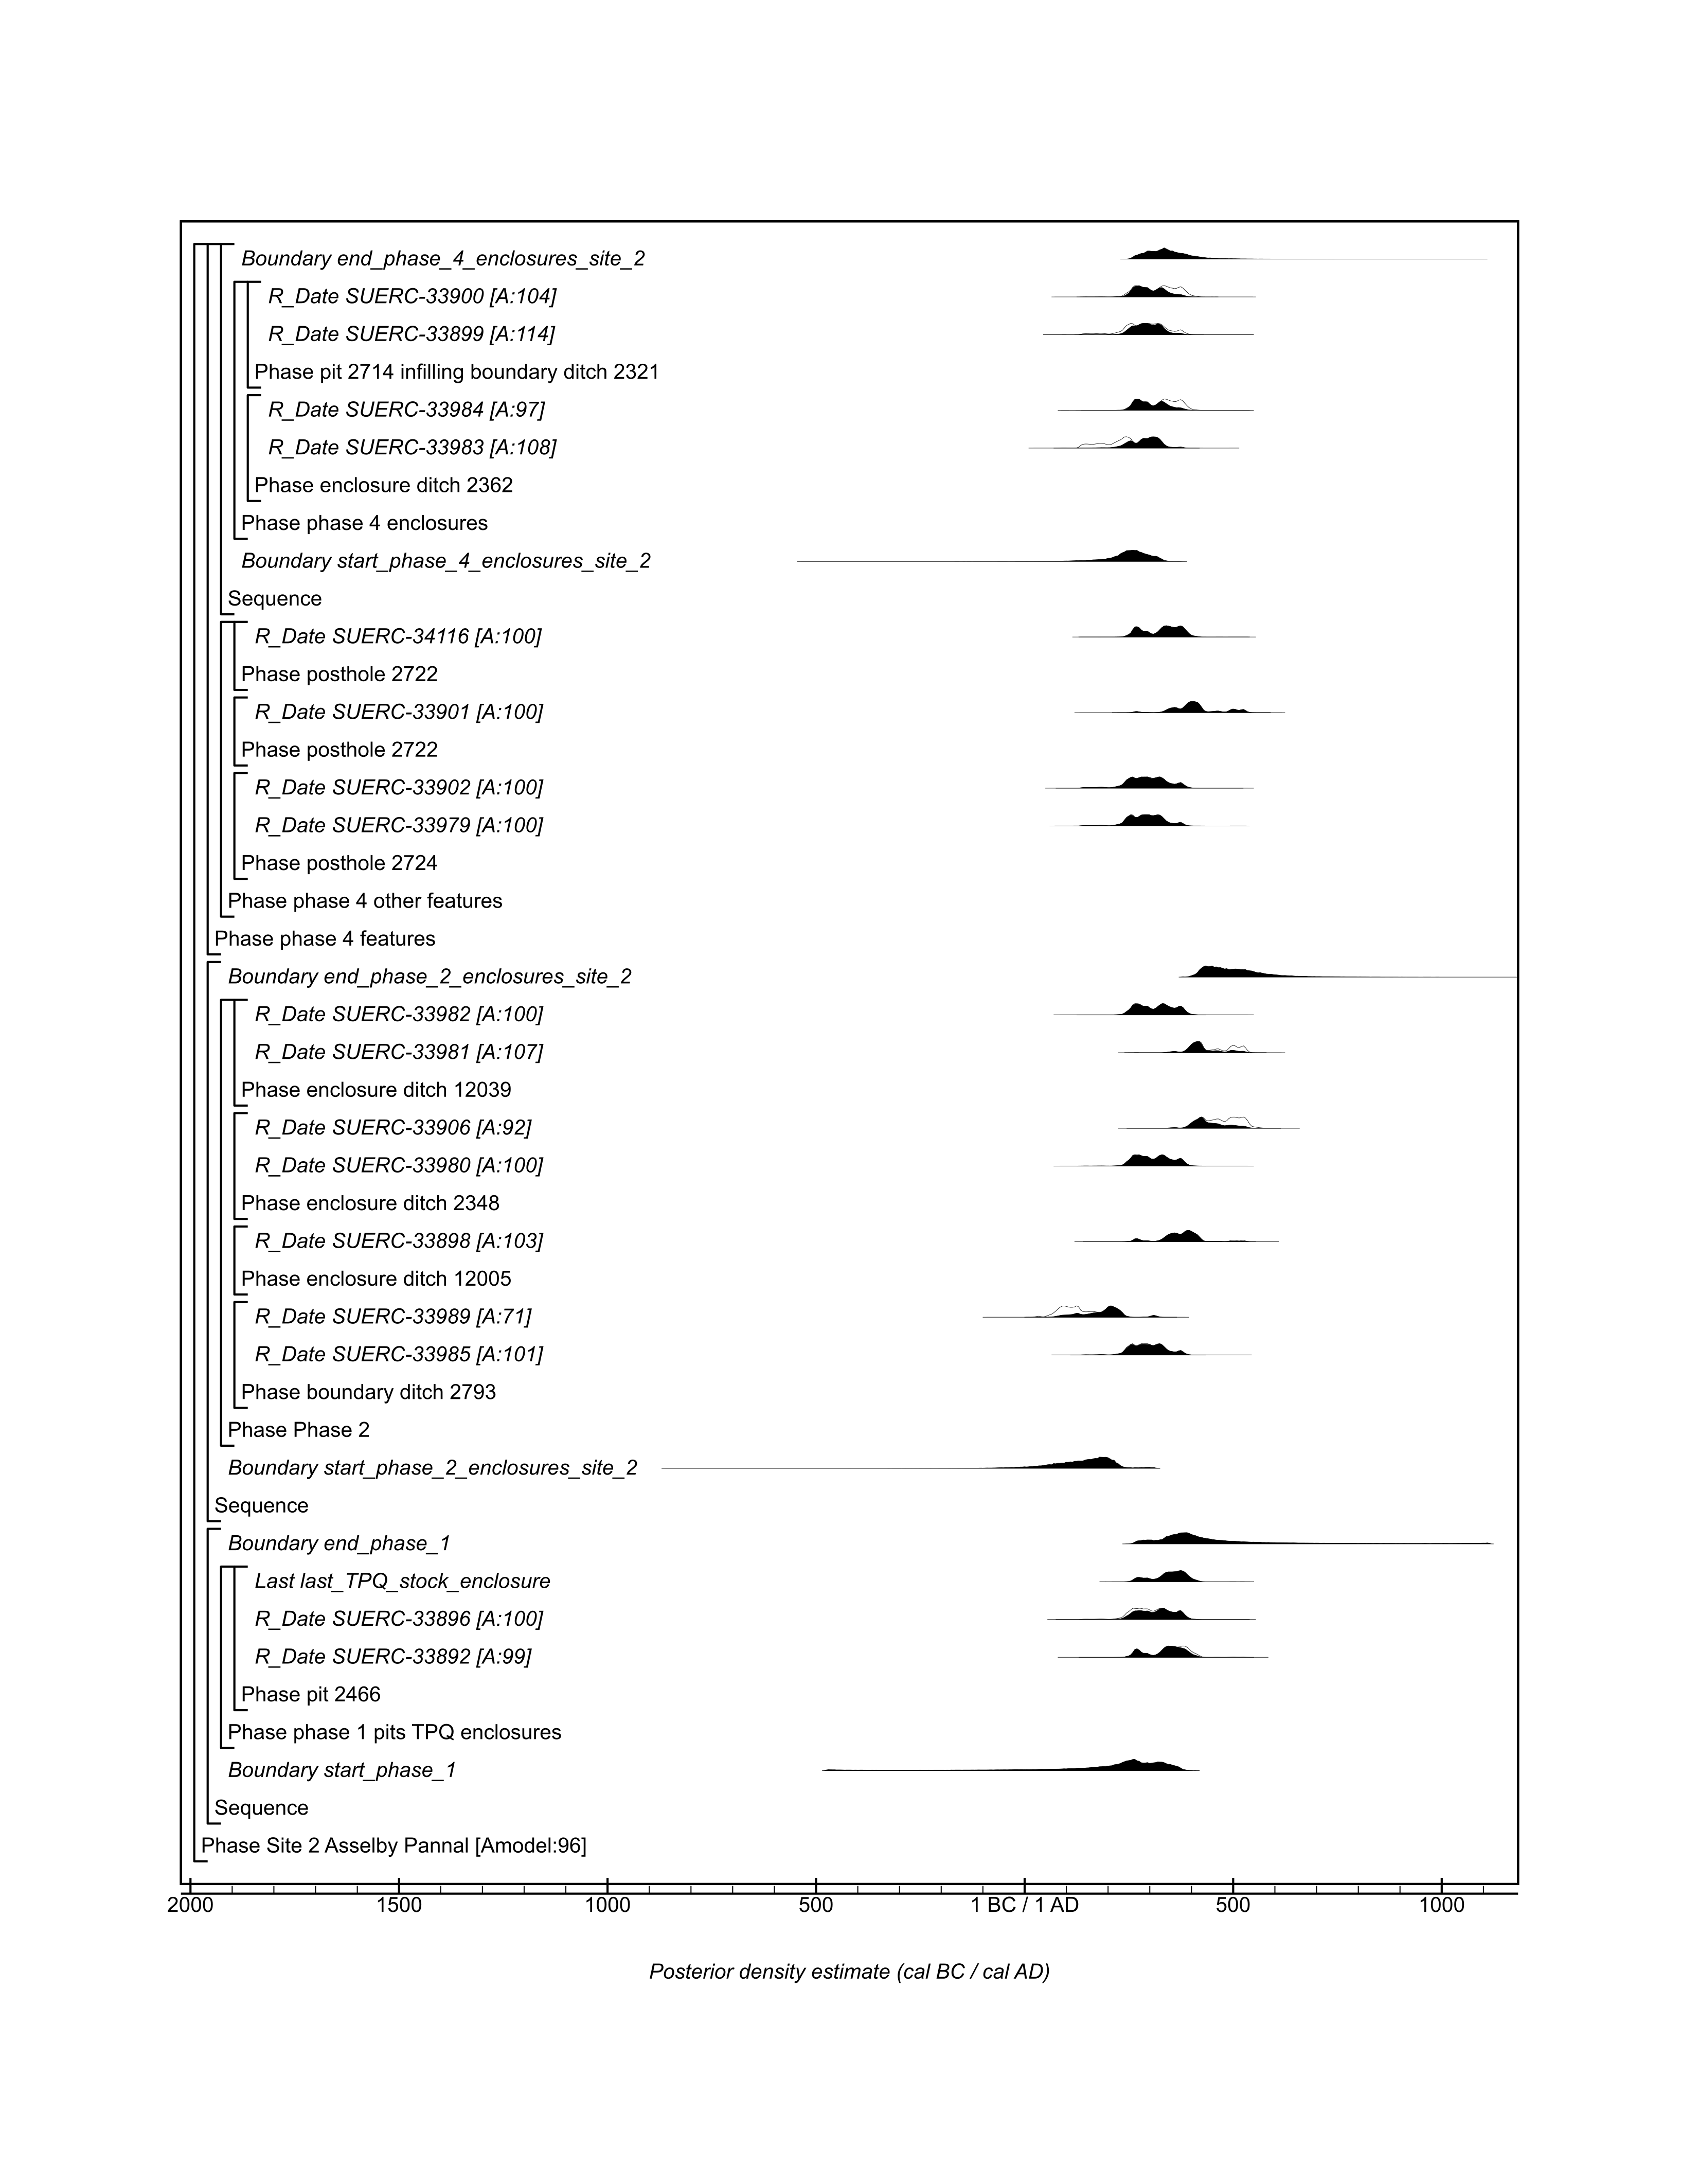 Boundary end_phase_4_enclosures_site_2
R_Date SUERC-33900 [A:104]
R_Date SUERC-33899 [A:114]
Phase pit 2714 infilling boundary ditch 2321
R_Date SUERC-33984 [A:97]
R_Date SUERC-33983 [A:108]
Phase enclosure ditch 2362
Phase phase 4 enclosures
Boundary start_phase_4_enclosures_site_2
Sequence
R_Date SUERC-34116 [A:100]
Phase posthole 2722
R_Date SUERC-33901 [A:100]
Phase posthole 2722
R_Date SUERC-33902 [A:100]
R_Date SUERC-33979 [A:100]
Phase posthole 2724
Phase phase 4 other features
Phase phase 4 features
Boundary end_phase_2_enclosures_site_2
R_Date SUERC-33982 [A:100]
R_Date SUERC-33981 [A:107]
Phase enclosure ditch 12039
R_Date SUERC-33906 [A:92]
R_Date SUERC-33980 [A:100]
Phase enclosure ditch 2348
R_Date SUERC-33898 [A:103]
Phase enclosure ditch 12005
R_Date SUERC-33989 [A:71]
R_Date SUERC-33985 [A:101]
Phase boundary ditch 2793
Phase Phase 2
Boundary start_phase_2_enclosures_site_2
Sequence
Boundary end_phase_1
Last last_TPQ_stock_enclosure
R_Date SUERC-33896 [A:100]
R_Date SUERC-33892 [A:99]
Phase pit 2466
Phase phase 1 pits TPQ enclosures
Boundary start_phase_1
Sequence
Phase Site 2 Asselby Pannal [Amodel:96]
2000 1500 1000 500 1 BC / 1 AD 500 1000
Posterior density estimate (cal BC / cal AD)